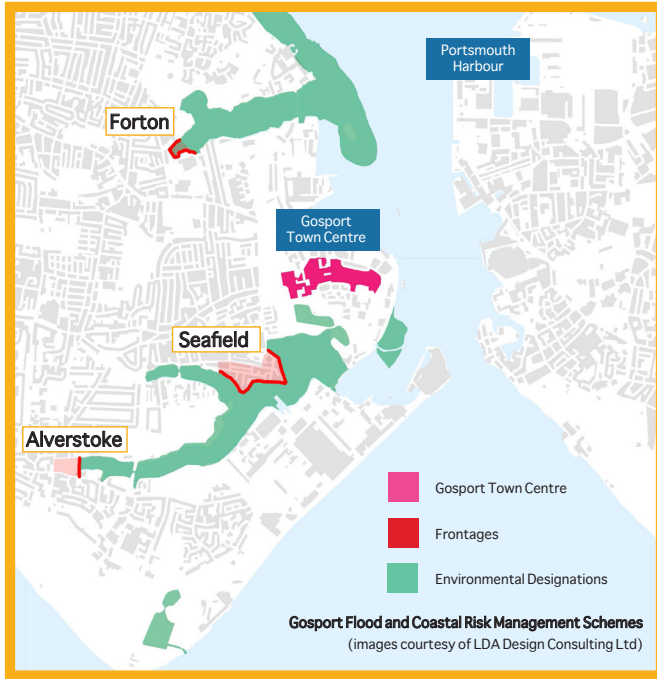 Portsmouth
Harbour
Forton
Gosport
Town Centre
Seafield
Alverstoke
Gosport Town Centre
Frontages
Environmental Designations
Gosport Flood and Coastal Risk Management Schemes
(images courtesy of LDA Design Consulting Ltd)